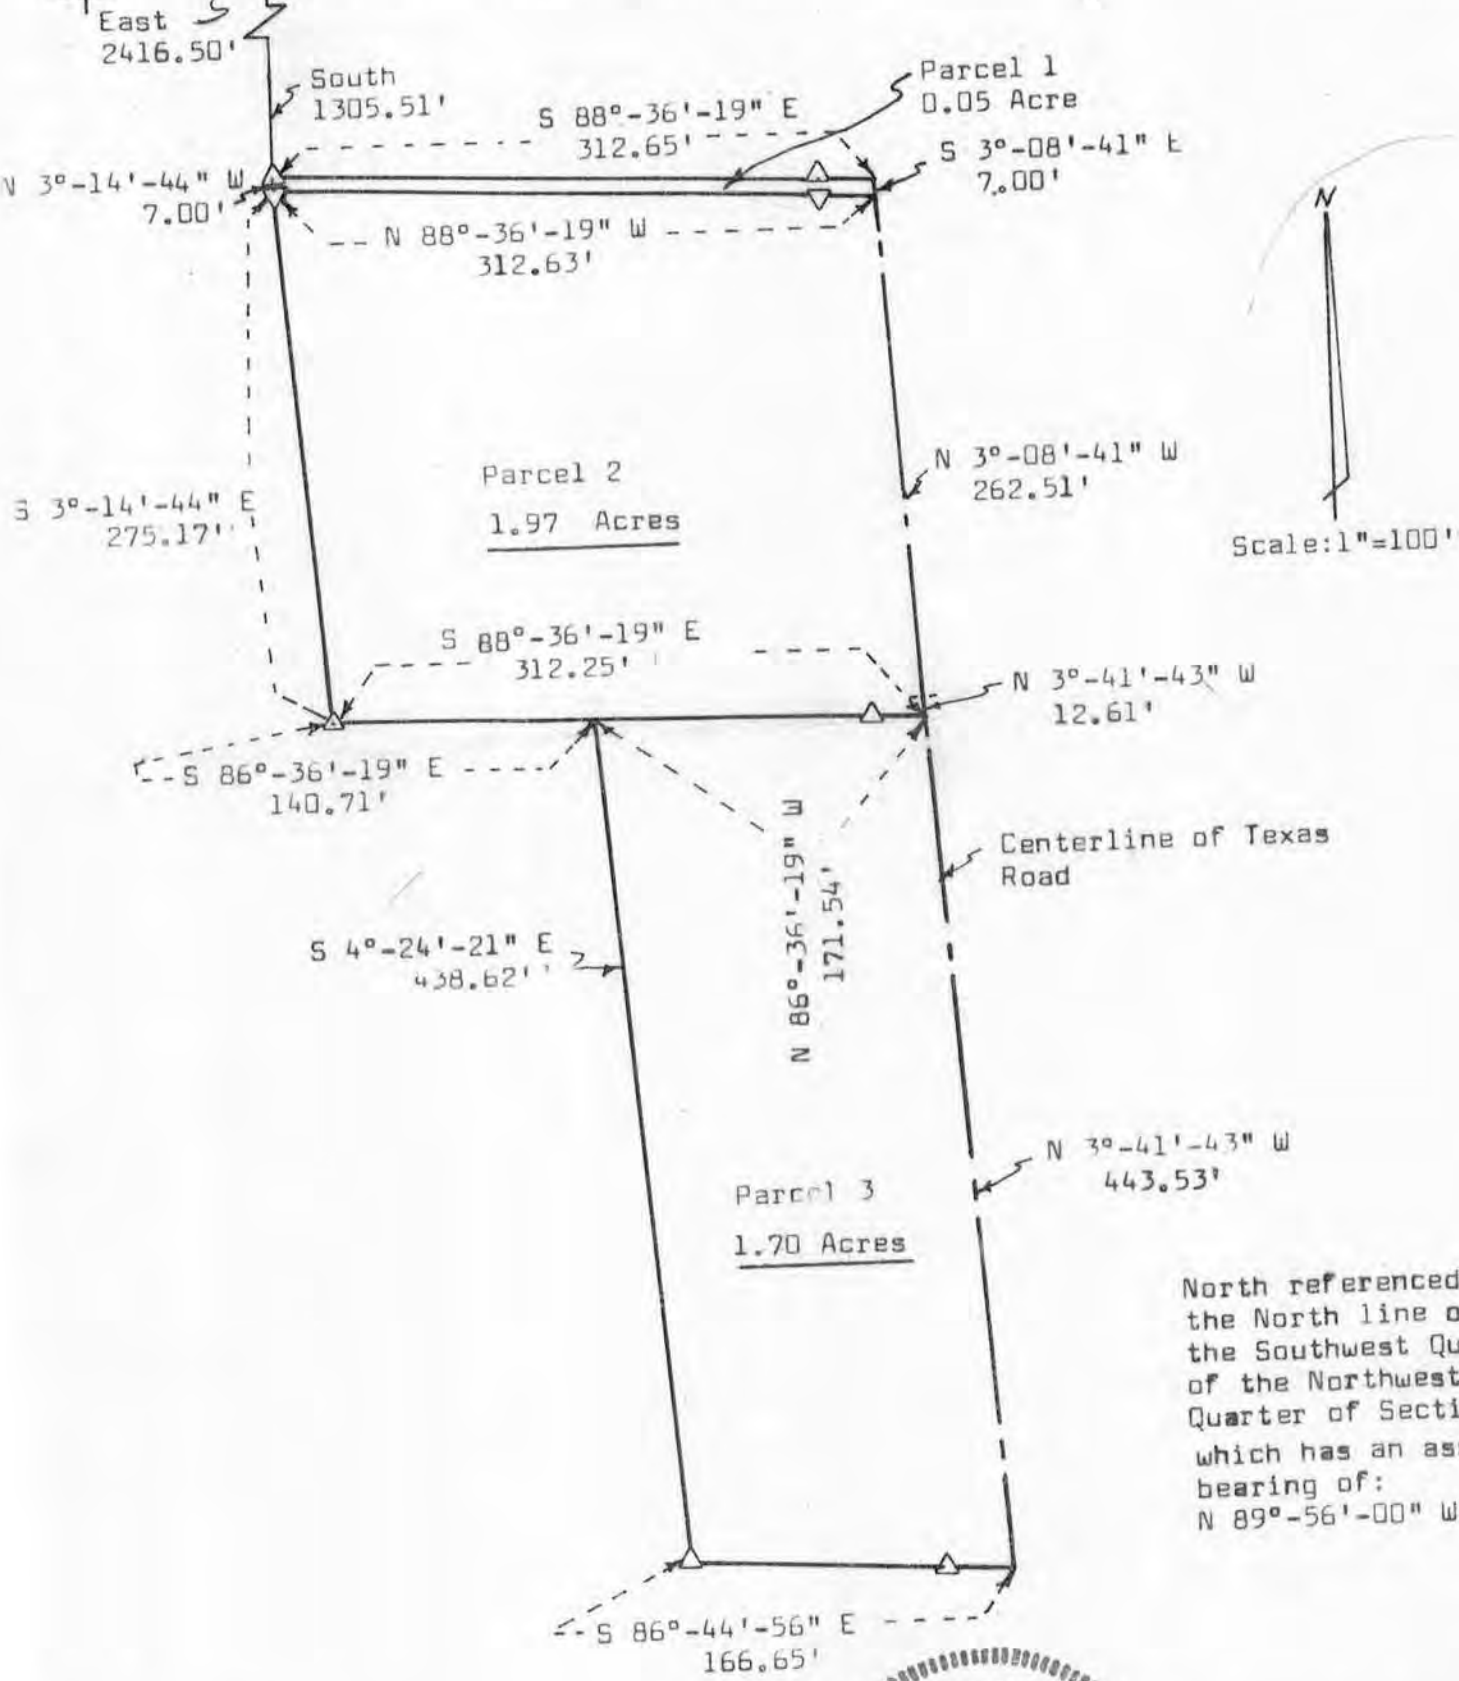 East
2416.50'
South
1305.51'
S 88°-36'-19" E
312.65'
Parcel 1
0.05 Acre
S 3°-08'-41" E
7.00'
N 3°-14'-44" W
7.00'
N 88°-36'-19" W
312.63'
N
Scale:1"=100'
N 3°-08'-41" W
262.51'
Parcel 2
1.97 Acres
S 3°-14'-44" E
275.17'
S 88°-36'-19" E
312.25'
N 3°-41'-43" W
12.61'
S 86°-36'-19" E
140.71'
N 86°-36'-19" W
171.54'
Centerline of Texas
Road
S 4°-24'-21" E
438.62'
N 3°-41'-43" W
443.53'
Parcel 3
1.70 Acres
North referenced
the North line o
the Southwest Qu
of the Northwest
Quarter of Secti
which has an as
bearing of:
N 89°-56'-00" W
S 86°-44'-56" E
166.65'